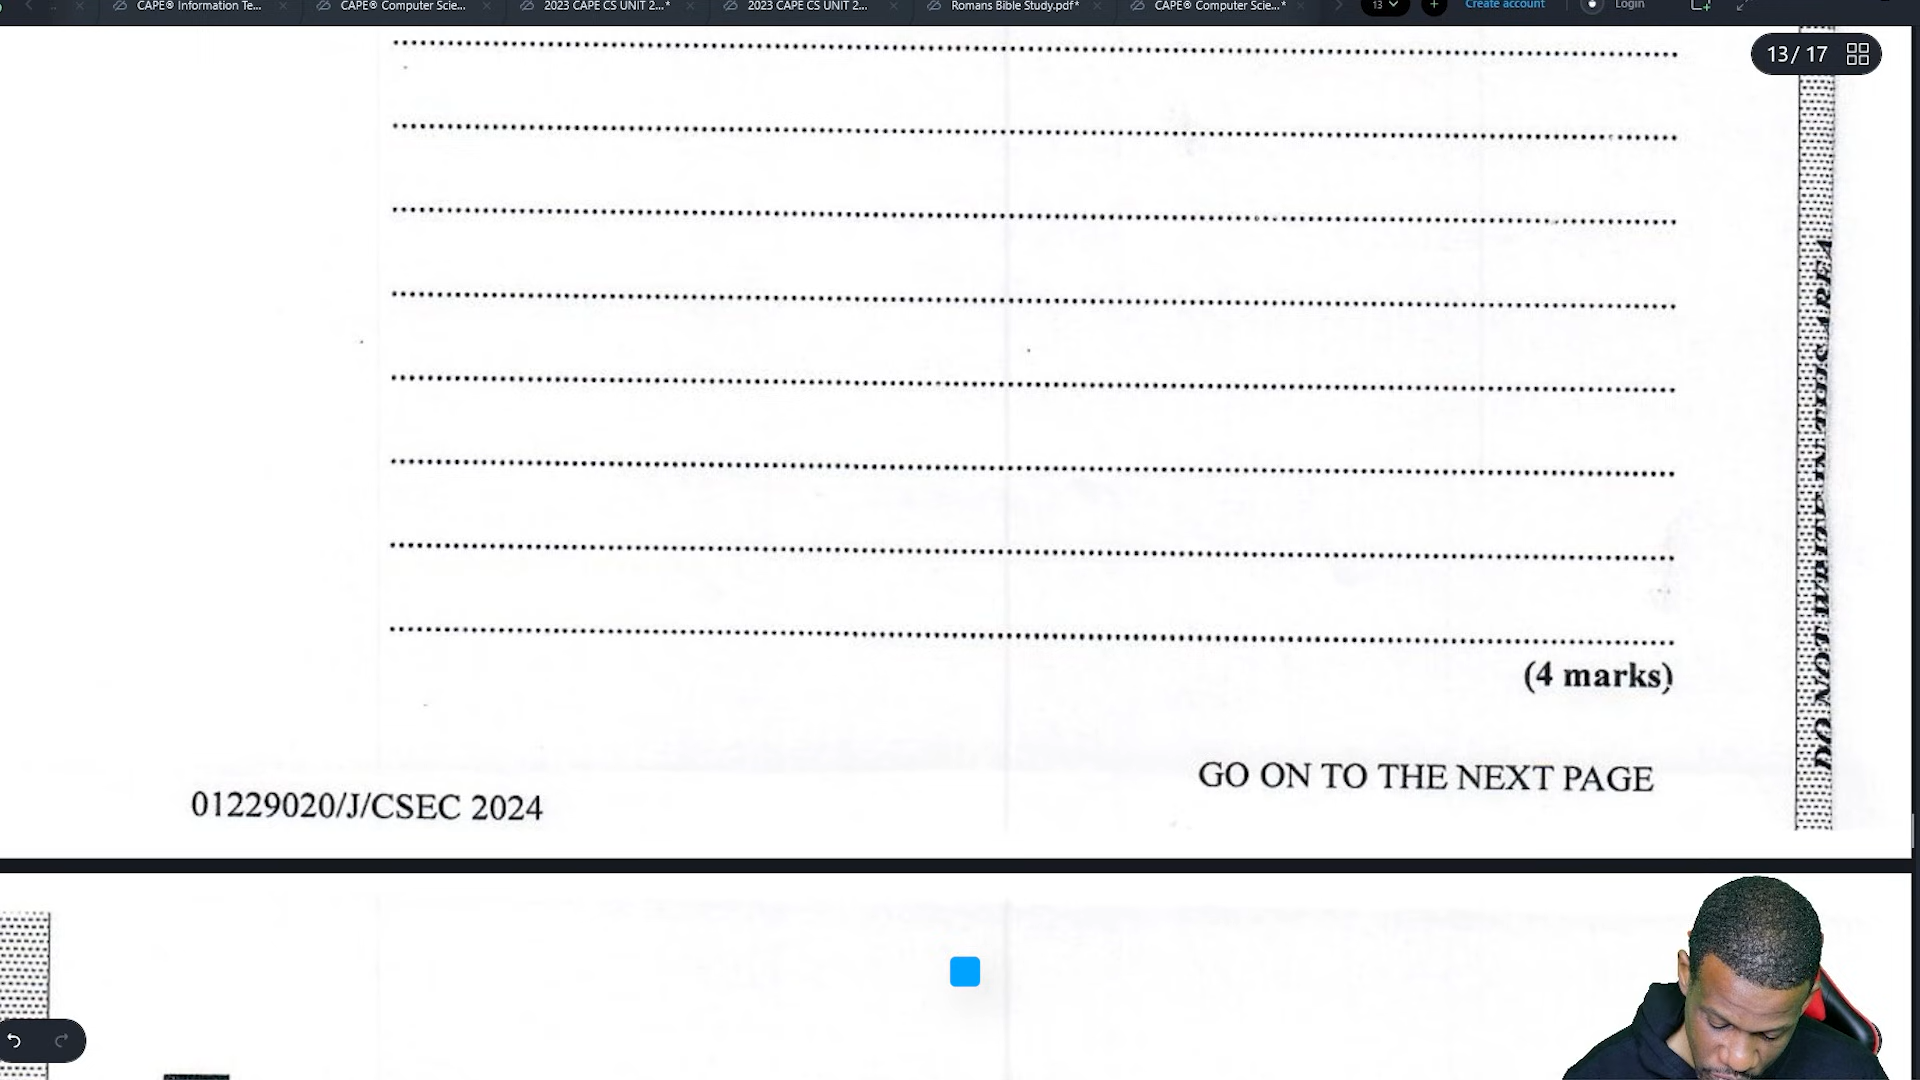 CAPE® Information Te...
CAPE® Computer Scie...
2023 CAPE CS UNIT 2...*
2023 CAPE CS UNIT 2...
Romans Bible Study.pdf*
CAPE® Computer Scie...*
13
Create account
Login
13/ 17
(4 marks)
GO ON TO THE NEXT PAGE
01229020/J/CSEC 2024
DO NOT WRITE IN THIS AREA